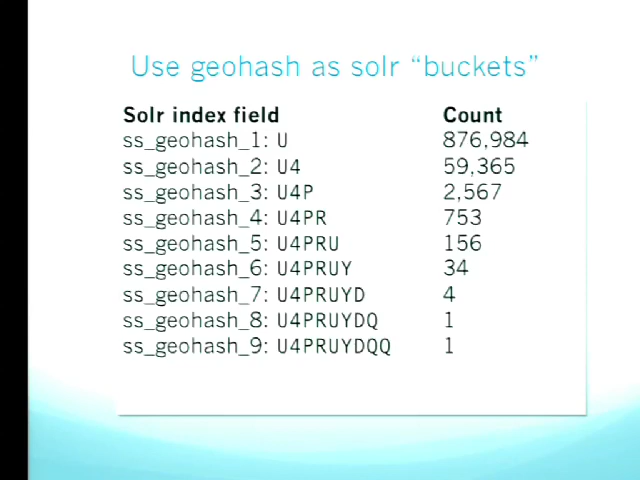 Use geohash as solr “buckets”
Solr index field Count
ss_geohash_1: U 876,984
ss_geohash_2: U4 59,365
ss_geohash_3: U4P 2,567
ss_geohash_4: U4PR 753
ss_geohash_5: U4PRU 156
ss_geohash_6: U4PRUY 34
ss_geohash_7: U4PRUYD 4
ss_geohash_8: U4PRUYDQ 1
ss_geohash_9: U4PRUYDQQ 1